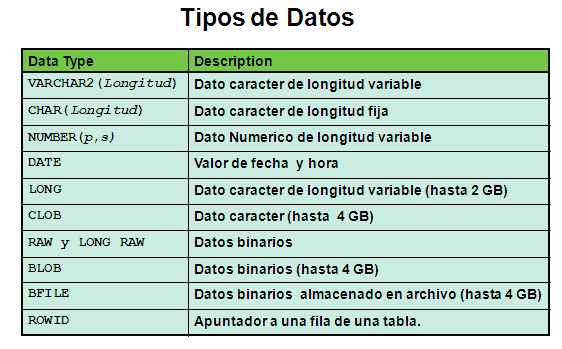 Tipos de Datos
Data Type Description
VARCHAR2(Longitud) Dato caracter de longitud variable
CHAR(Longitud) Dato caracter de longitud fija
NUMBER(p,s) Dato Numerico de longitud variable
DATE Valor de fecha y hora
LONG Dato caracter de longitud variable (hasta 2 GB)
CLOB Dato caracter (hasta 4 GB)
RAW y LONG RAW Datos binarios
BLOB Datos binarios (hasta 4 GB)
BFILE Datos binarios almacenado en archivo (hasta 4 GB)
ROWID Apuntador a una fila de una tabla.